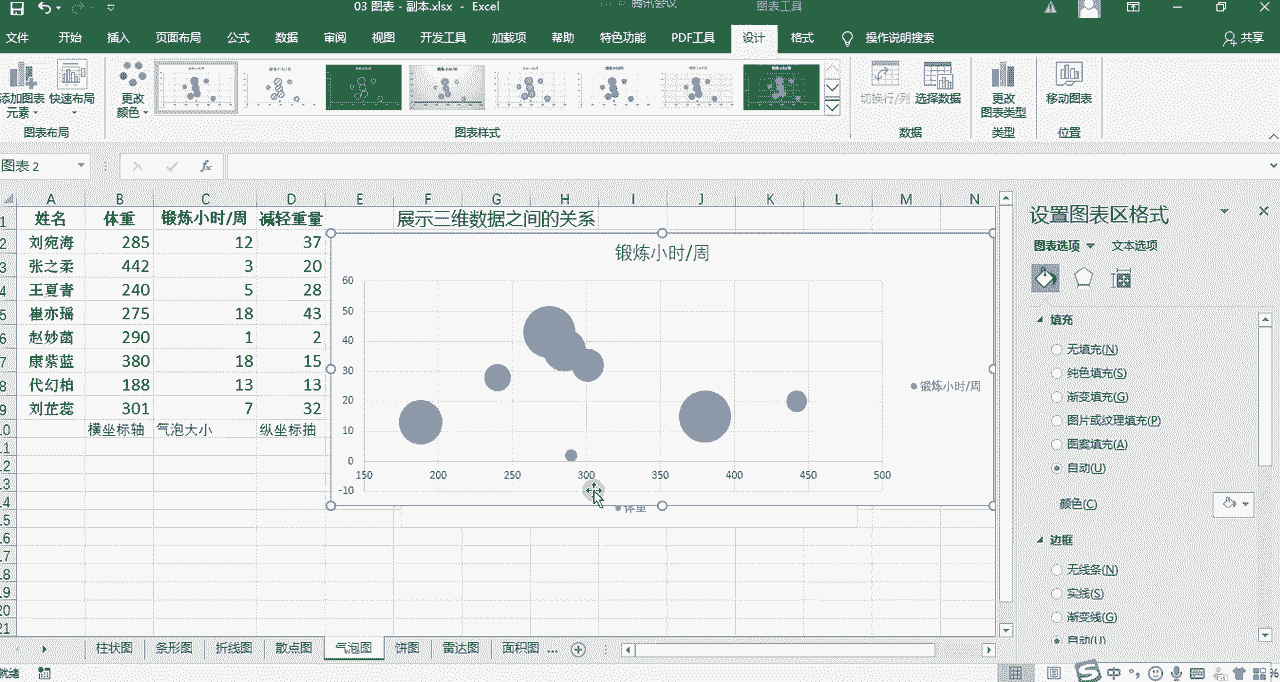 03 图表 - 副本.xlsx - Excel
腾讯会议
图表工具
文件 开始 插入 页面布局 公式 数据 审阅 视图 开发工具 加载项 帮助 特色功能 PDF工具 设计 格式 操作说明搜索 共享
添加图表元素 快速布局 更改颜色 切换行/列 选择数据 更改图表类型 移动图表
图表布局 图表样式 数据 类型 位置
图表 2 fx
A B C D E F G H I J K L M N
1 姓名 体重 锻炼小时/周 减轻重量 展示三维数据之间的关系
2 刘宛海 285 12 37
3 张之柔 442 3 20
4 王夏青 240 5 28
5 崔亦瑶 275 18 43
6 赵妙菡 290 1 2
7 康紫蓝 380 18 15
8 代幻柏 188 13 13
9 刘芷蕊 301 7 32
10 横坐标轴 气泡大小 纵坐标抽
11
12
13
14
15
16
17
18
19
20
21
锻炼小时/周
60
50
40
30
20
10
0
-10
150 200 250 300 350 400 450 500
锻炼小时/周
体重
设置图表区格式
图表选项 文本选项
填充
无填充(N)
纯色填充(S)
渐变填充(G)
图片或纹理填充(P)
图案填充(A)
自动(U)
颜色(C)
边框
无线条(N)
实线(S)
渐变线(G)
自动(U)
柱状图 条形图 折线图 散点图 气泡图 饼图 雷达图 面积图 ...
就绪
中